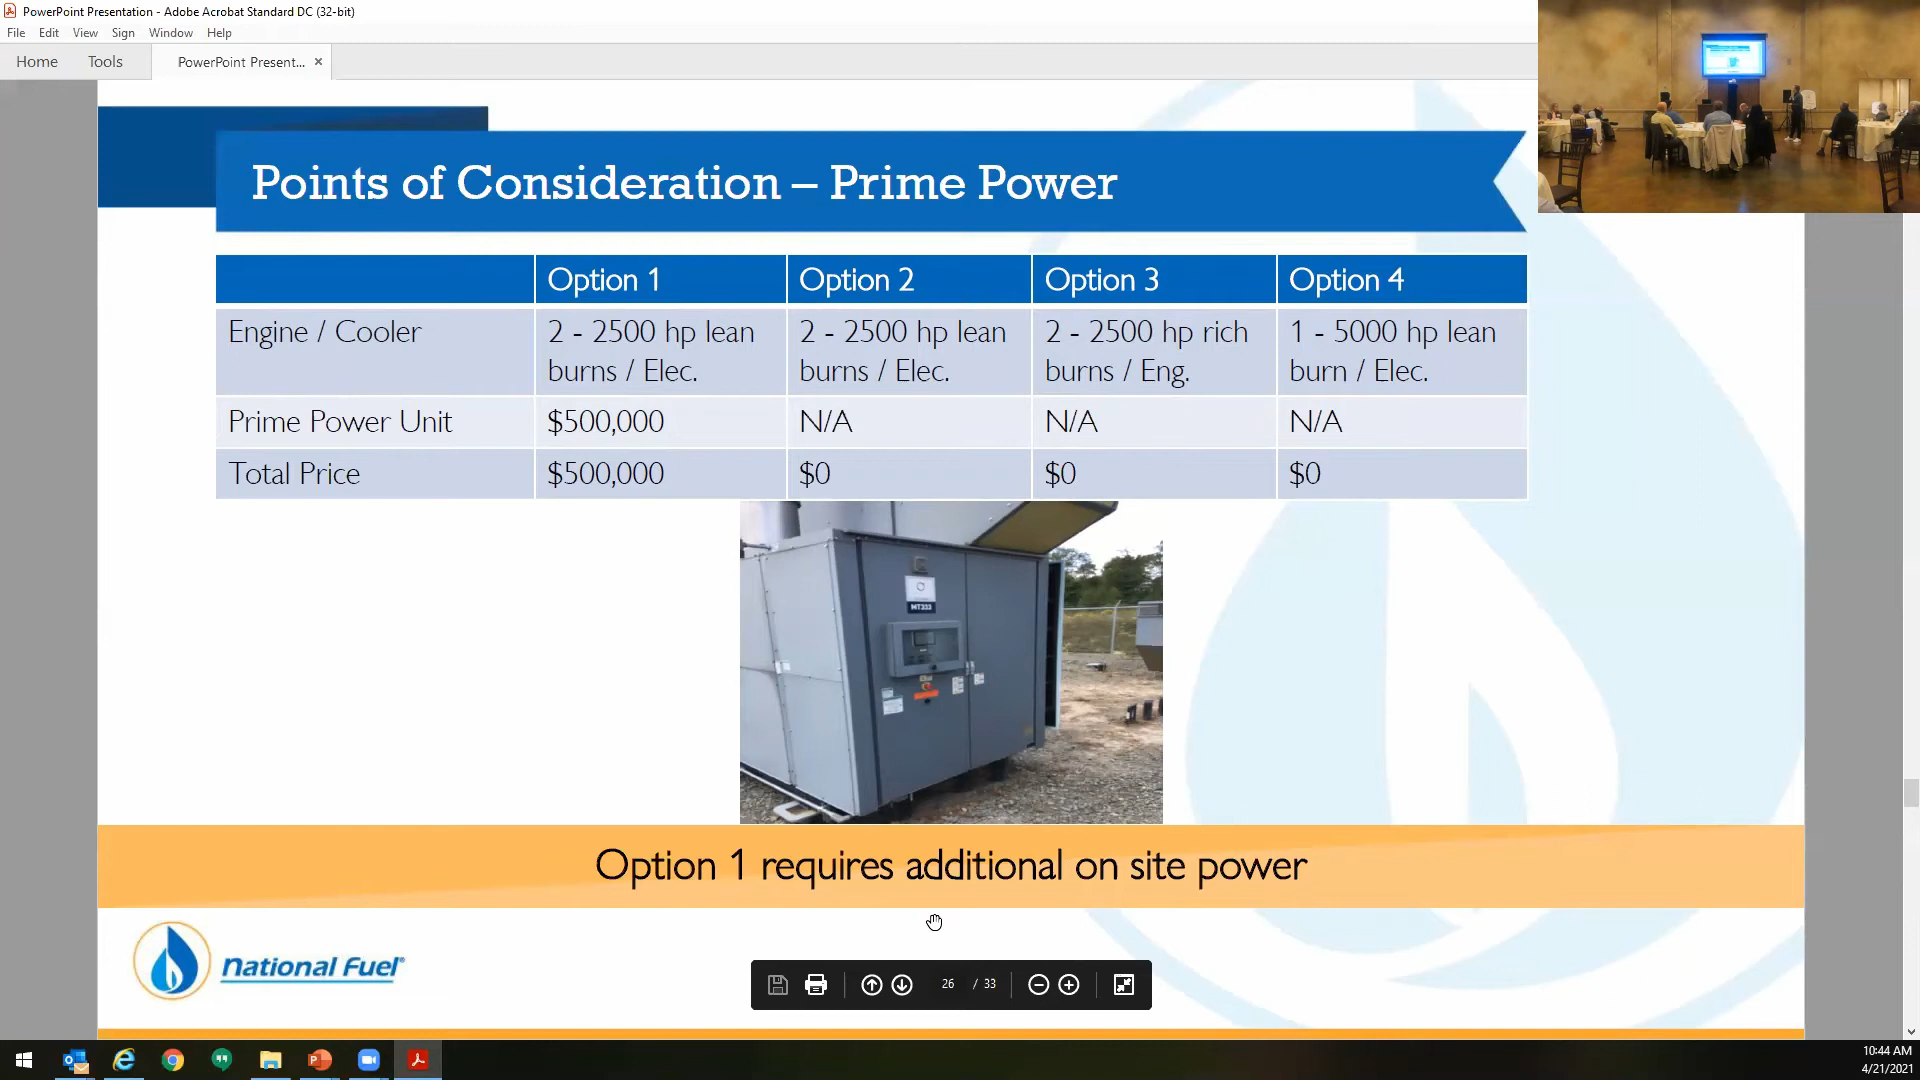 PowerPoint Presentation - Adobe Acrobat Standard DC (32-bit)
File Edit View Sign Window Help
Home Tools PowerPoint Present... ×
Points of Consideration – Prime Power
Option 1 Option 2 Option 3 Option 4
Engine / Cooler 2 - 2500 hp lean burns / Elec. 2 - 2500 hp lean burns / Elec. 2 - 2500 hp rich burns / Eng. 1 - 5000 hp lean burn / Elec.
Prime Power Unit $500,000 N/A N/A N/A
Total Price $500,000 $0 $0 $0
MT333
Option 1 requires additional on site power
National Fuel®
26 / 33
10:44 AM
4/21/2021